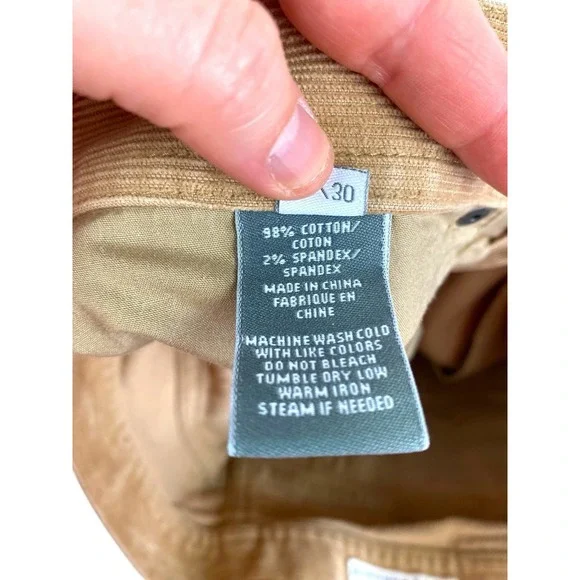 30
98% COTTON/
COTON
2% SPANDEX/
SPANDEX
MADE IN CHINA
FABRIQUE EN
CHINE
MACHINE WASH COLD
WITH LIKE COLORS
DO NOT BLEACH
TUMBLE DRY LOW
WARM IRON
STEAM IF NEEDED